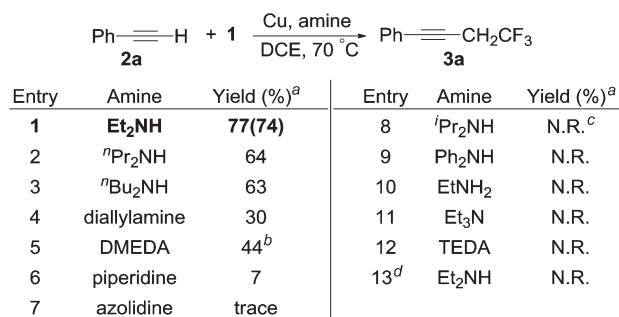 Ph H + 1 Cu, amine Ph CH₂CF₃
2a DCE, 70 °C 3a
Entry Amine Yield (%)ᵃ Entry Amine Yield (%)ᵃ
1 Et₂NH 77(74) 8 ⁱPr₂NH N.R.ᶜ
2 ⁿPr₂NH 64 9 Ph₂NH N.R.
3 ⁿBu₂NH 63 10 EtNH₂ N.R.
4 diallylamine 30 11 Et₃N N.R.
5 DMEDA 44ᵇ 12 TEDA N.R.
6 piperidine 7 13ᵈ Et₂NH N.R.
7 azolidine trace